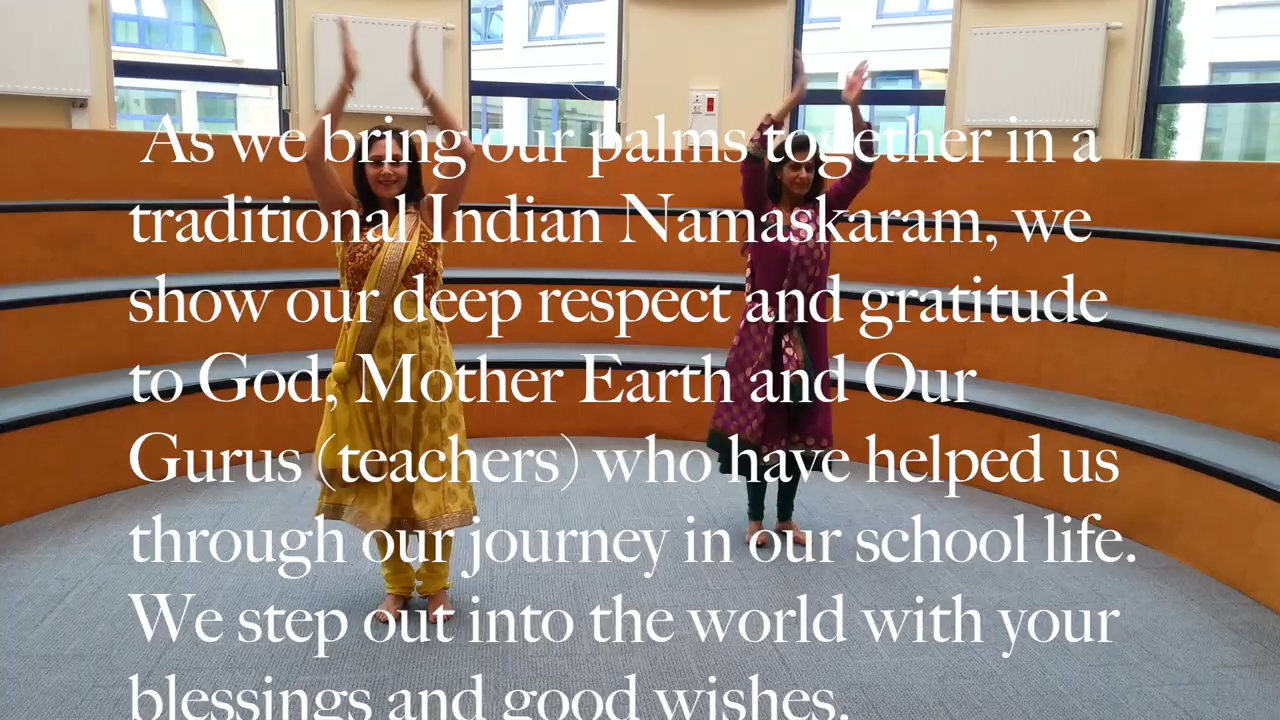 As we bring our palms together in a
traditional Indian Namaskaram, we
show our deep respect and gratitude
to God, Mother Earth and Our
Gurus (teachers) who have helped us
through our journey in our school life.
We step out into the world with your
blessings and good wishes.